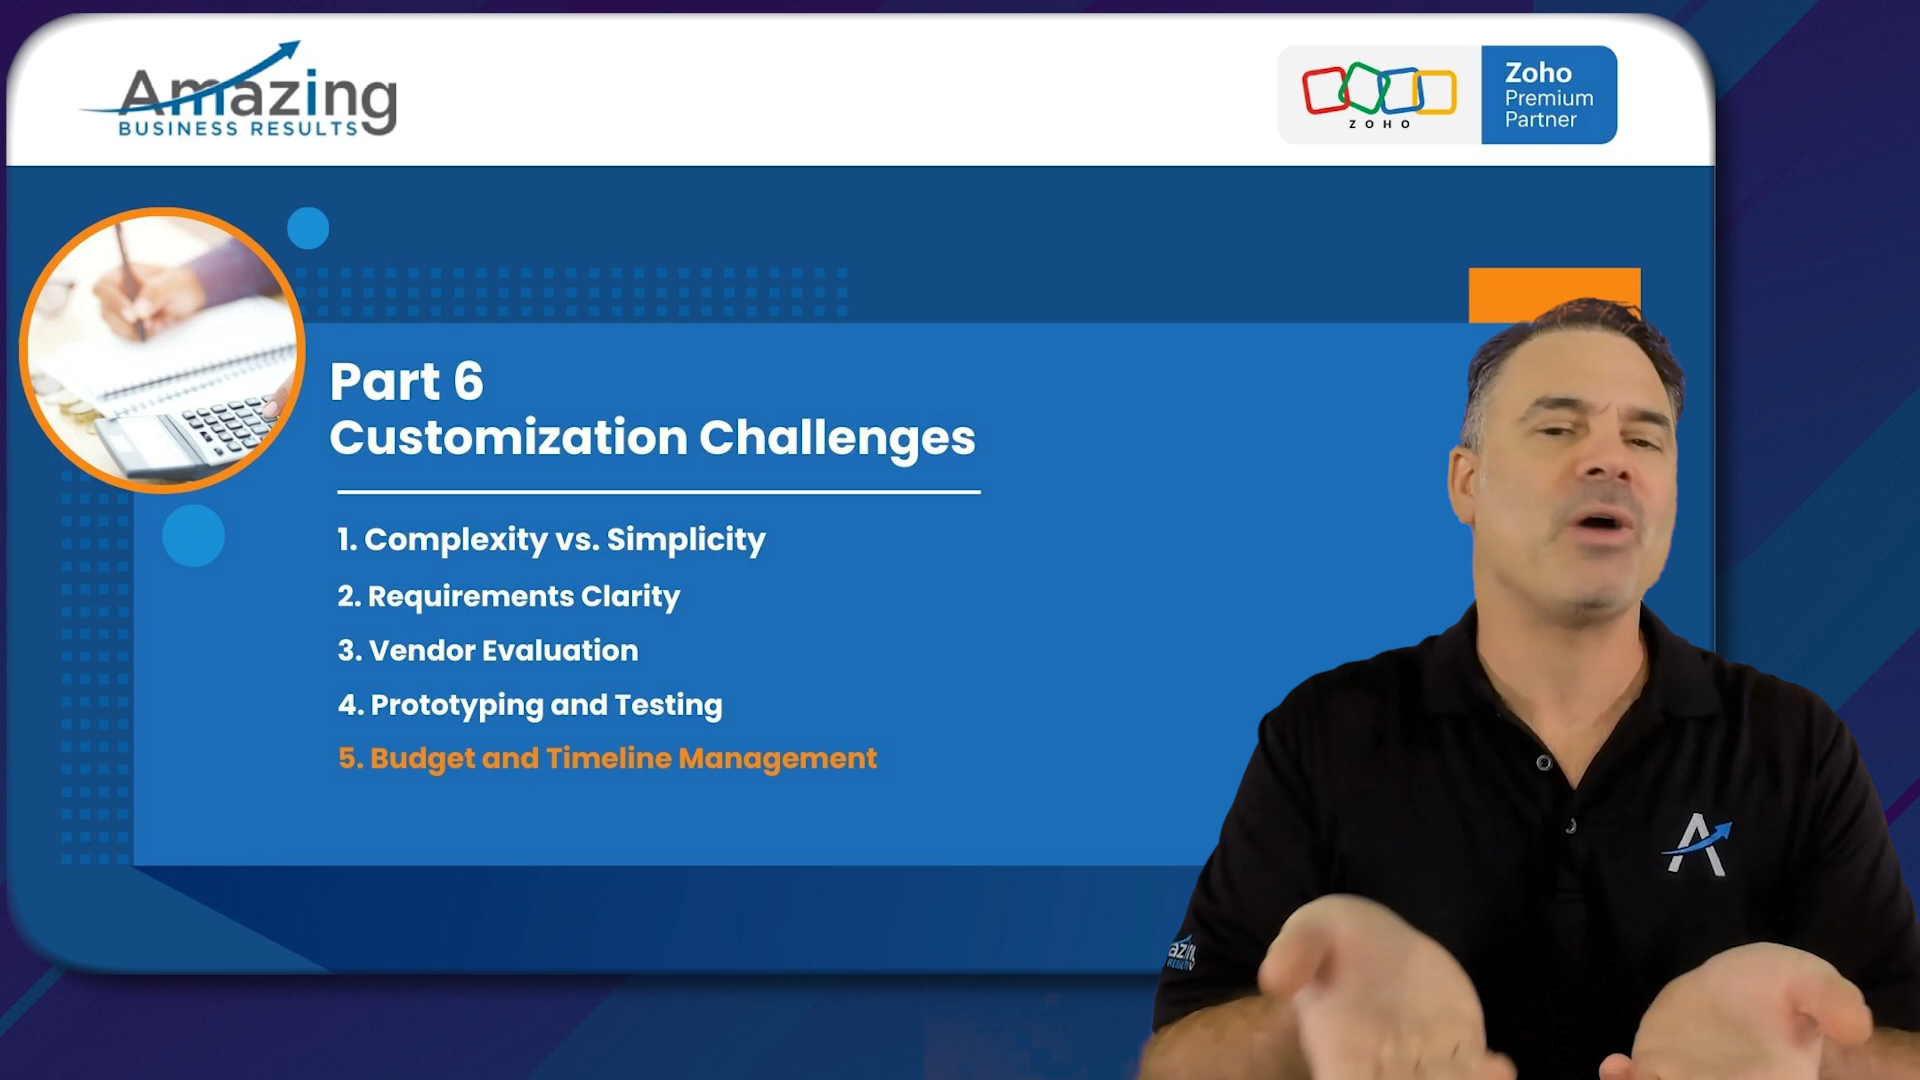 Amazing
BUSINESS RESULTS
ZOHO
Zoho
Premium
Partner
Part 6
Customization Challenges
1. Complexity vs. Simplicity
2. Requirements Clarity
3. Vendor Evaluation
4. Prototyping and Testing
5. Budget and Timeline Management
A